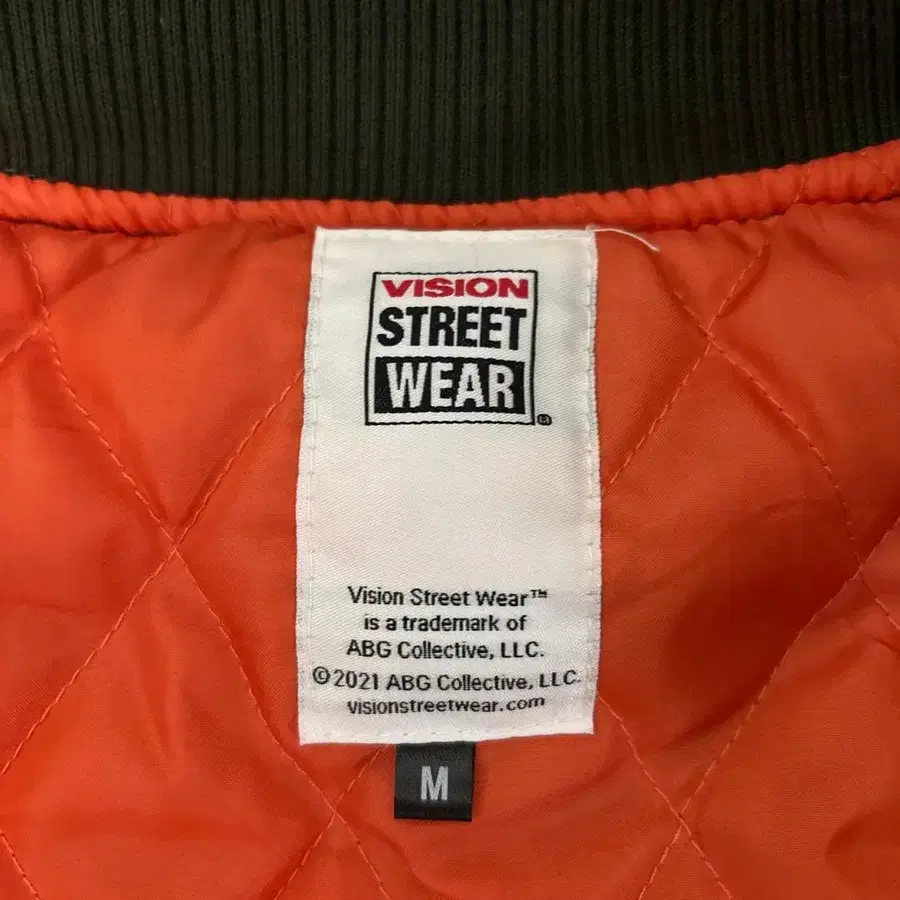 VISION
STREET
WEAR
®
Vision Street Wear™
is a trademark of
ABG Collective, LLC.
©2021 ABG Collective, LLC.
visionstreetwear.com
M